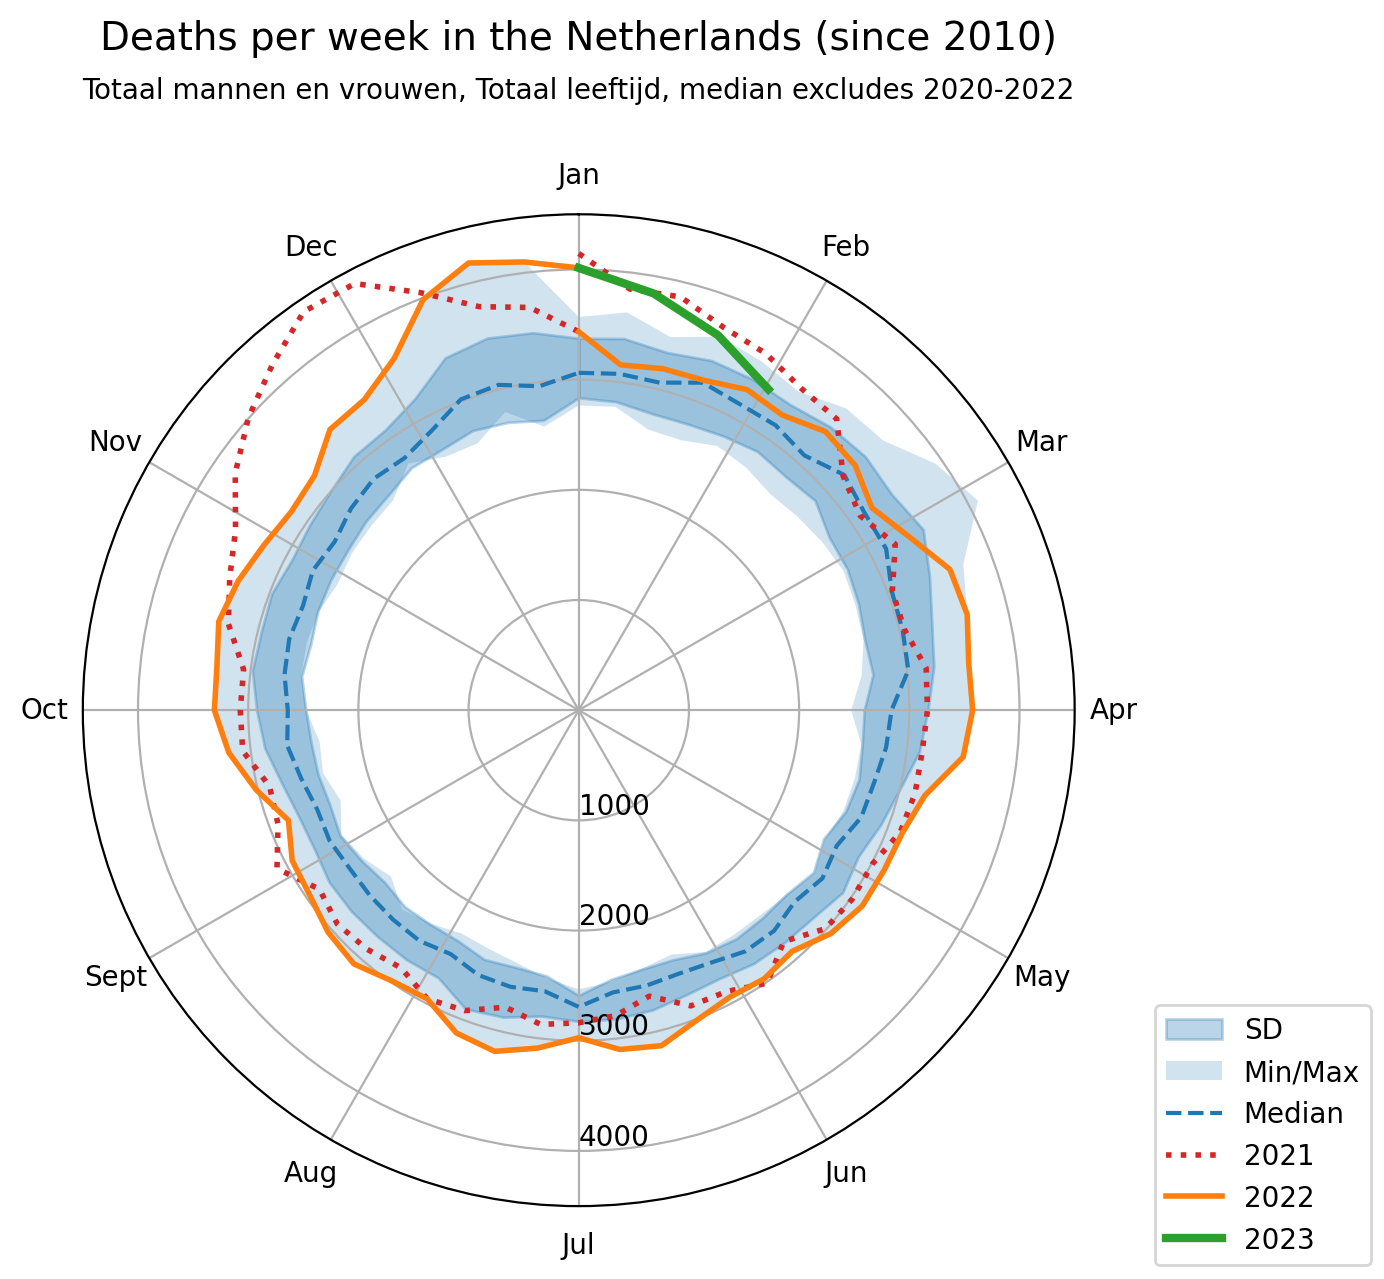 Deaths per week in the Netherlands (since 2010)
Totaal mannen en vrouwen, Totaal leeftijd, median excludes 2020-2022
Jan
Feb
Mar
Apr
May
Jun
Jul
Aug
Sept
Oct
Nov
Dec
1000
2000
3000
4000
SD
Min/Max
Median
2021
2022
2023